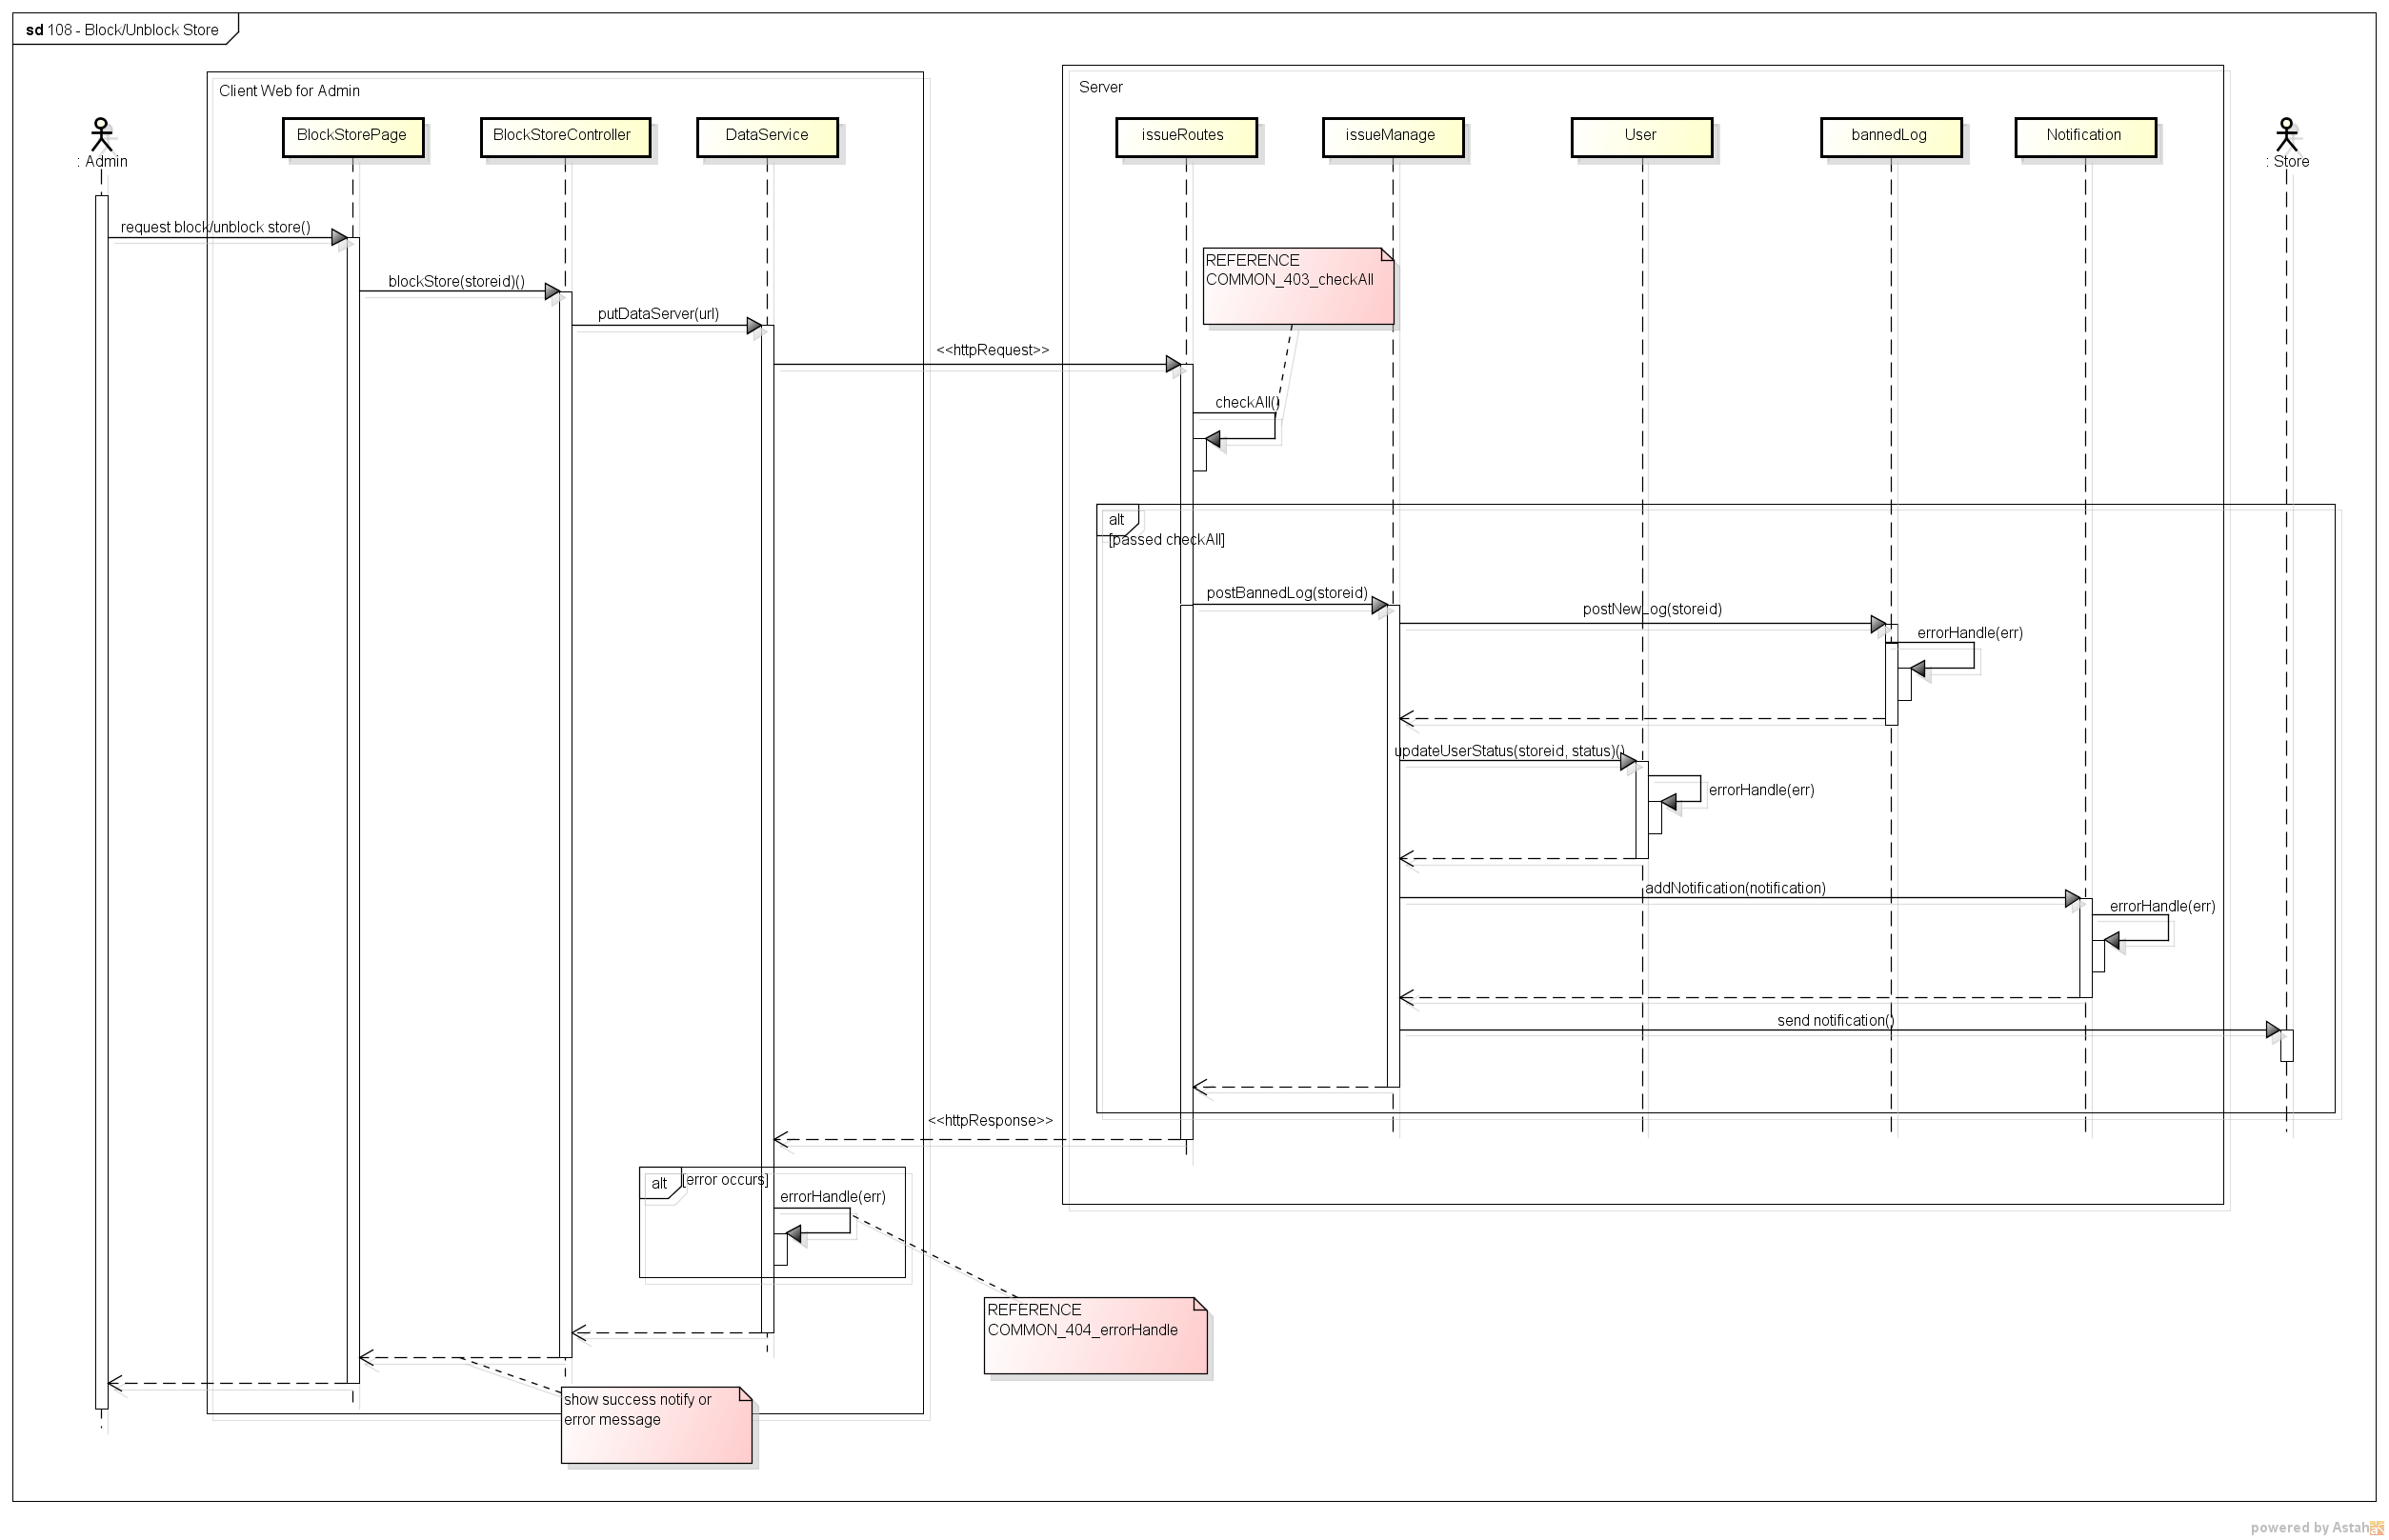 sd 108 - Block/Unblock Store
Client Web for Admin
Server
: Admin
BlockStorePage
BlockStoreController
DataService
issueRoutes
issueManage
User
bannedLog
Notification
: Store
request block/unblock store()
blockStore(storeid)()
putDataServer(url)
<<httpRequest>>
REFERENCE
COMMON_403_checkAll
checkAll()
alt
[passed checkAll]
postBannedLog(storeid)
postNewLog(storeid)
errorHandle(err)
updateUserStatus(storeid, status)()
errorHandle(err)
addNotification(notification)
errorHandle(err)
send notification()
<<httpResponse>>
alt
[error occurs]
errorHandle(err)
REFERENCE
COMMON_404_errorHandle
show success notify or
error message
powered by Astah